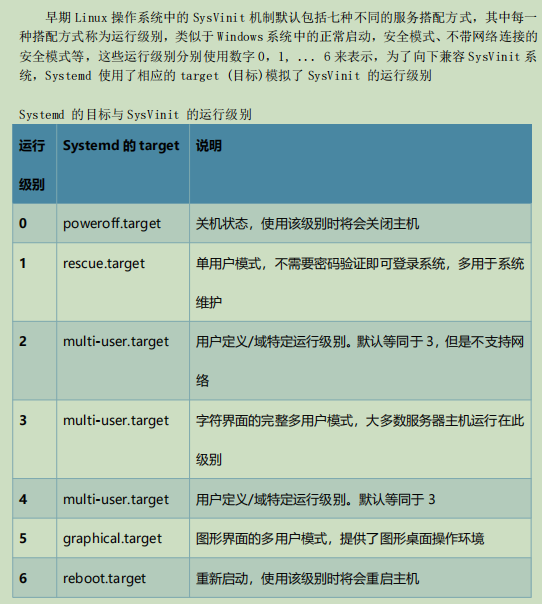 早期 Linux 操作系统中的 SysVinit 机制默认包括七种不同的服务搭配方式，其中每一
种搭配方式称为运行级别，类似于 Windows 系统中的正常启动，安全模式、不带网络连接的
安全模式等，这些运行级别分别使用数字 0, 1, ... 6 来表示，为了向下兼容 SysVinit 系
统，Systemd 使用了相应的 target (目标)模拟了 SysVinit 的运行级别
Systemd 的目标与 SysVinit 的运行级别
运行 Systemd 的 target 说明
级别
0 poweroff.target 关机状态，使用该级别时将会关闭主机
1 rescue.target 单用户模式，不需要密码验证即可登录系统，多用于系统
维护
2 multi-user.target 用户定义/域特定运行级别。默认等同于 3，但是不支持网
络
3 multi-user.target 字符界面的完整多用户模式，大多数服务器主机运行在此
级别
4 multi-user.target 用户定义/域特定运行级别。默认等同于 3
5 graphical.target 图形界面的多用户模式，提供了图形桌面操作环境
6 reboot.target 重新启动，使用该级别时将会重启主机